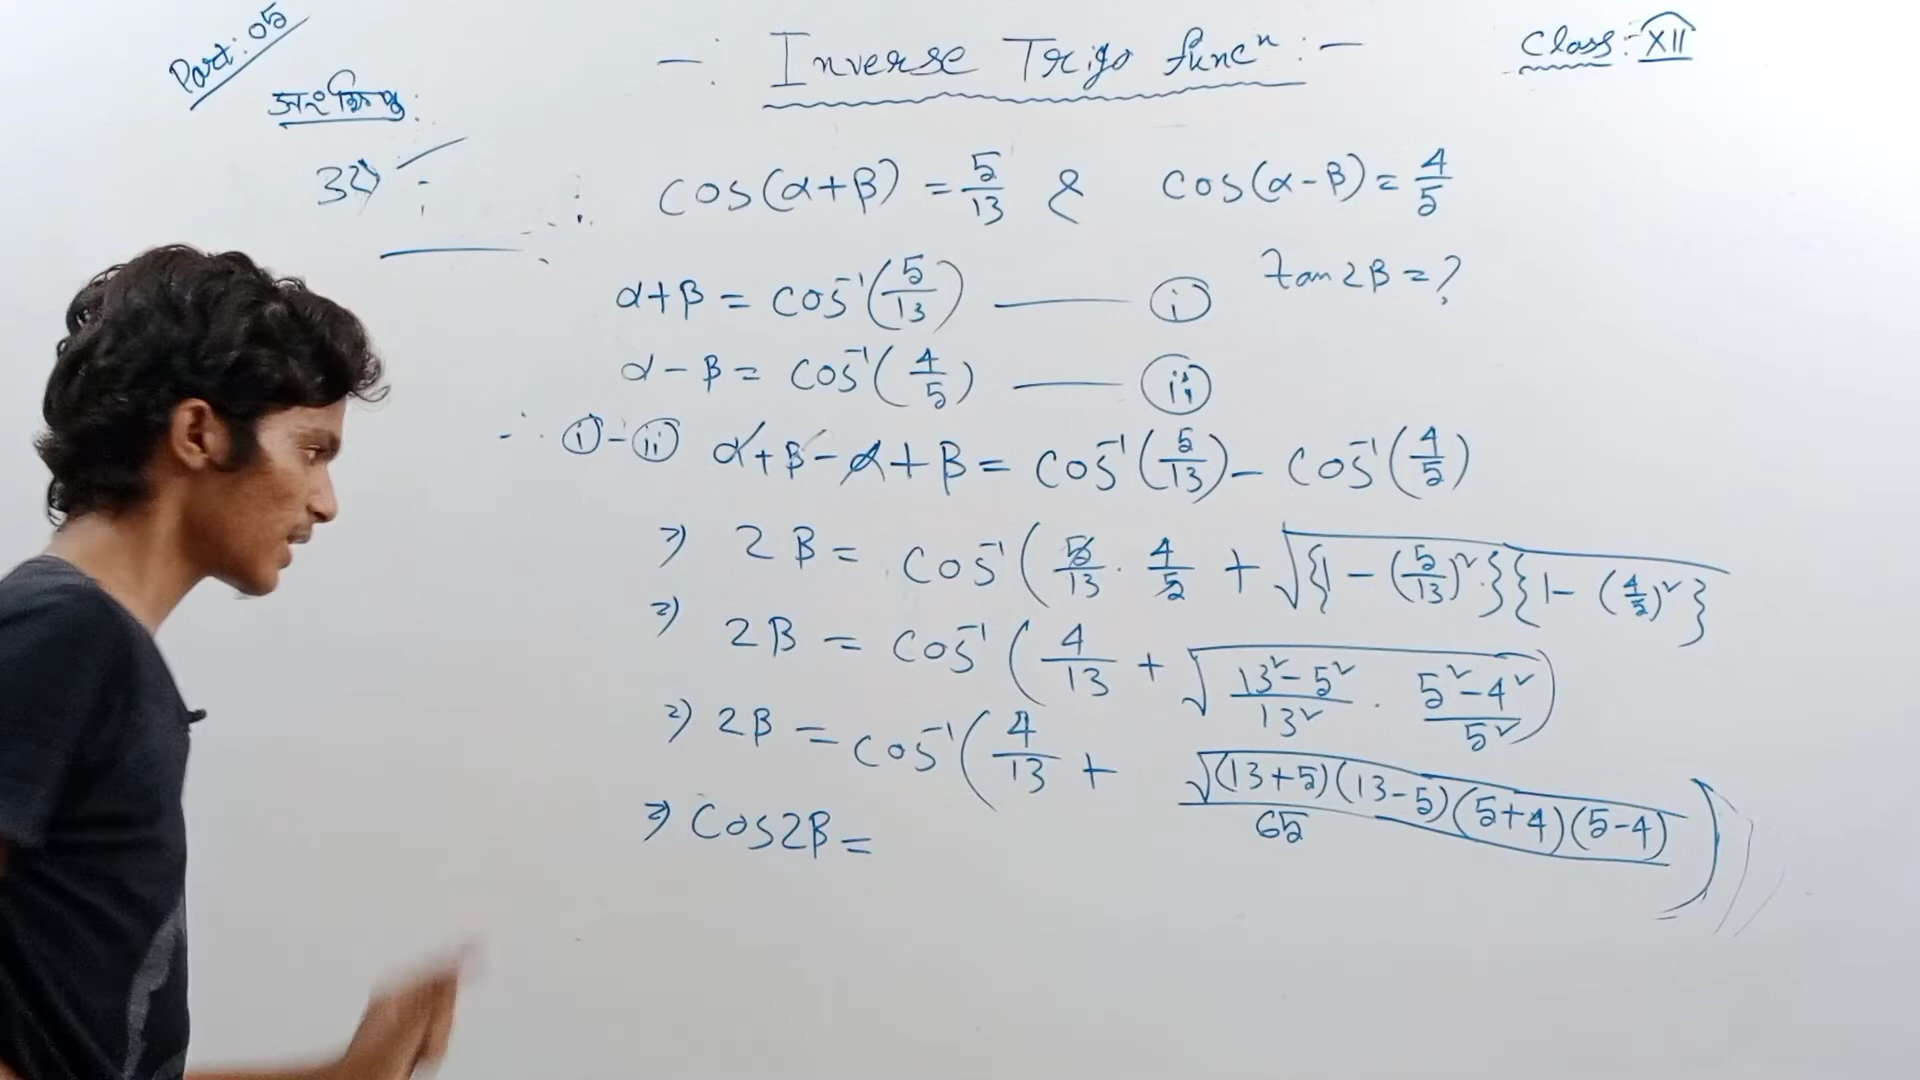 Part: 05
-: Inverse Trigo funcⁿ :-
Class:- XII
32)
cos(α+β) = 5/13 & cos(α-β) = 4/5
tan2β = ?
α+β = cos⁻¹(5/13) —— i
α-β = cos⁻¹(4/5) —— ii
∴ i - ii α+β-α+β = cos⁻¹(5/13) - cos⁻¹(4/5)
⇒ 2β = cos⁻¹(5/13 · 4/5 + √{1-(5/13)²}{1-(4/5)²}
⇒ 2β = cos⁻¹(4/13 + √(13²-5²)/13² · (5²-4²)/5²)
⇒ 2β = cos⁻¹(4/13 + √(13+5)(13-5)(5+4)(5-4)/65)
⇒ Cos2β =